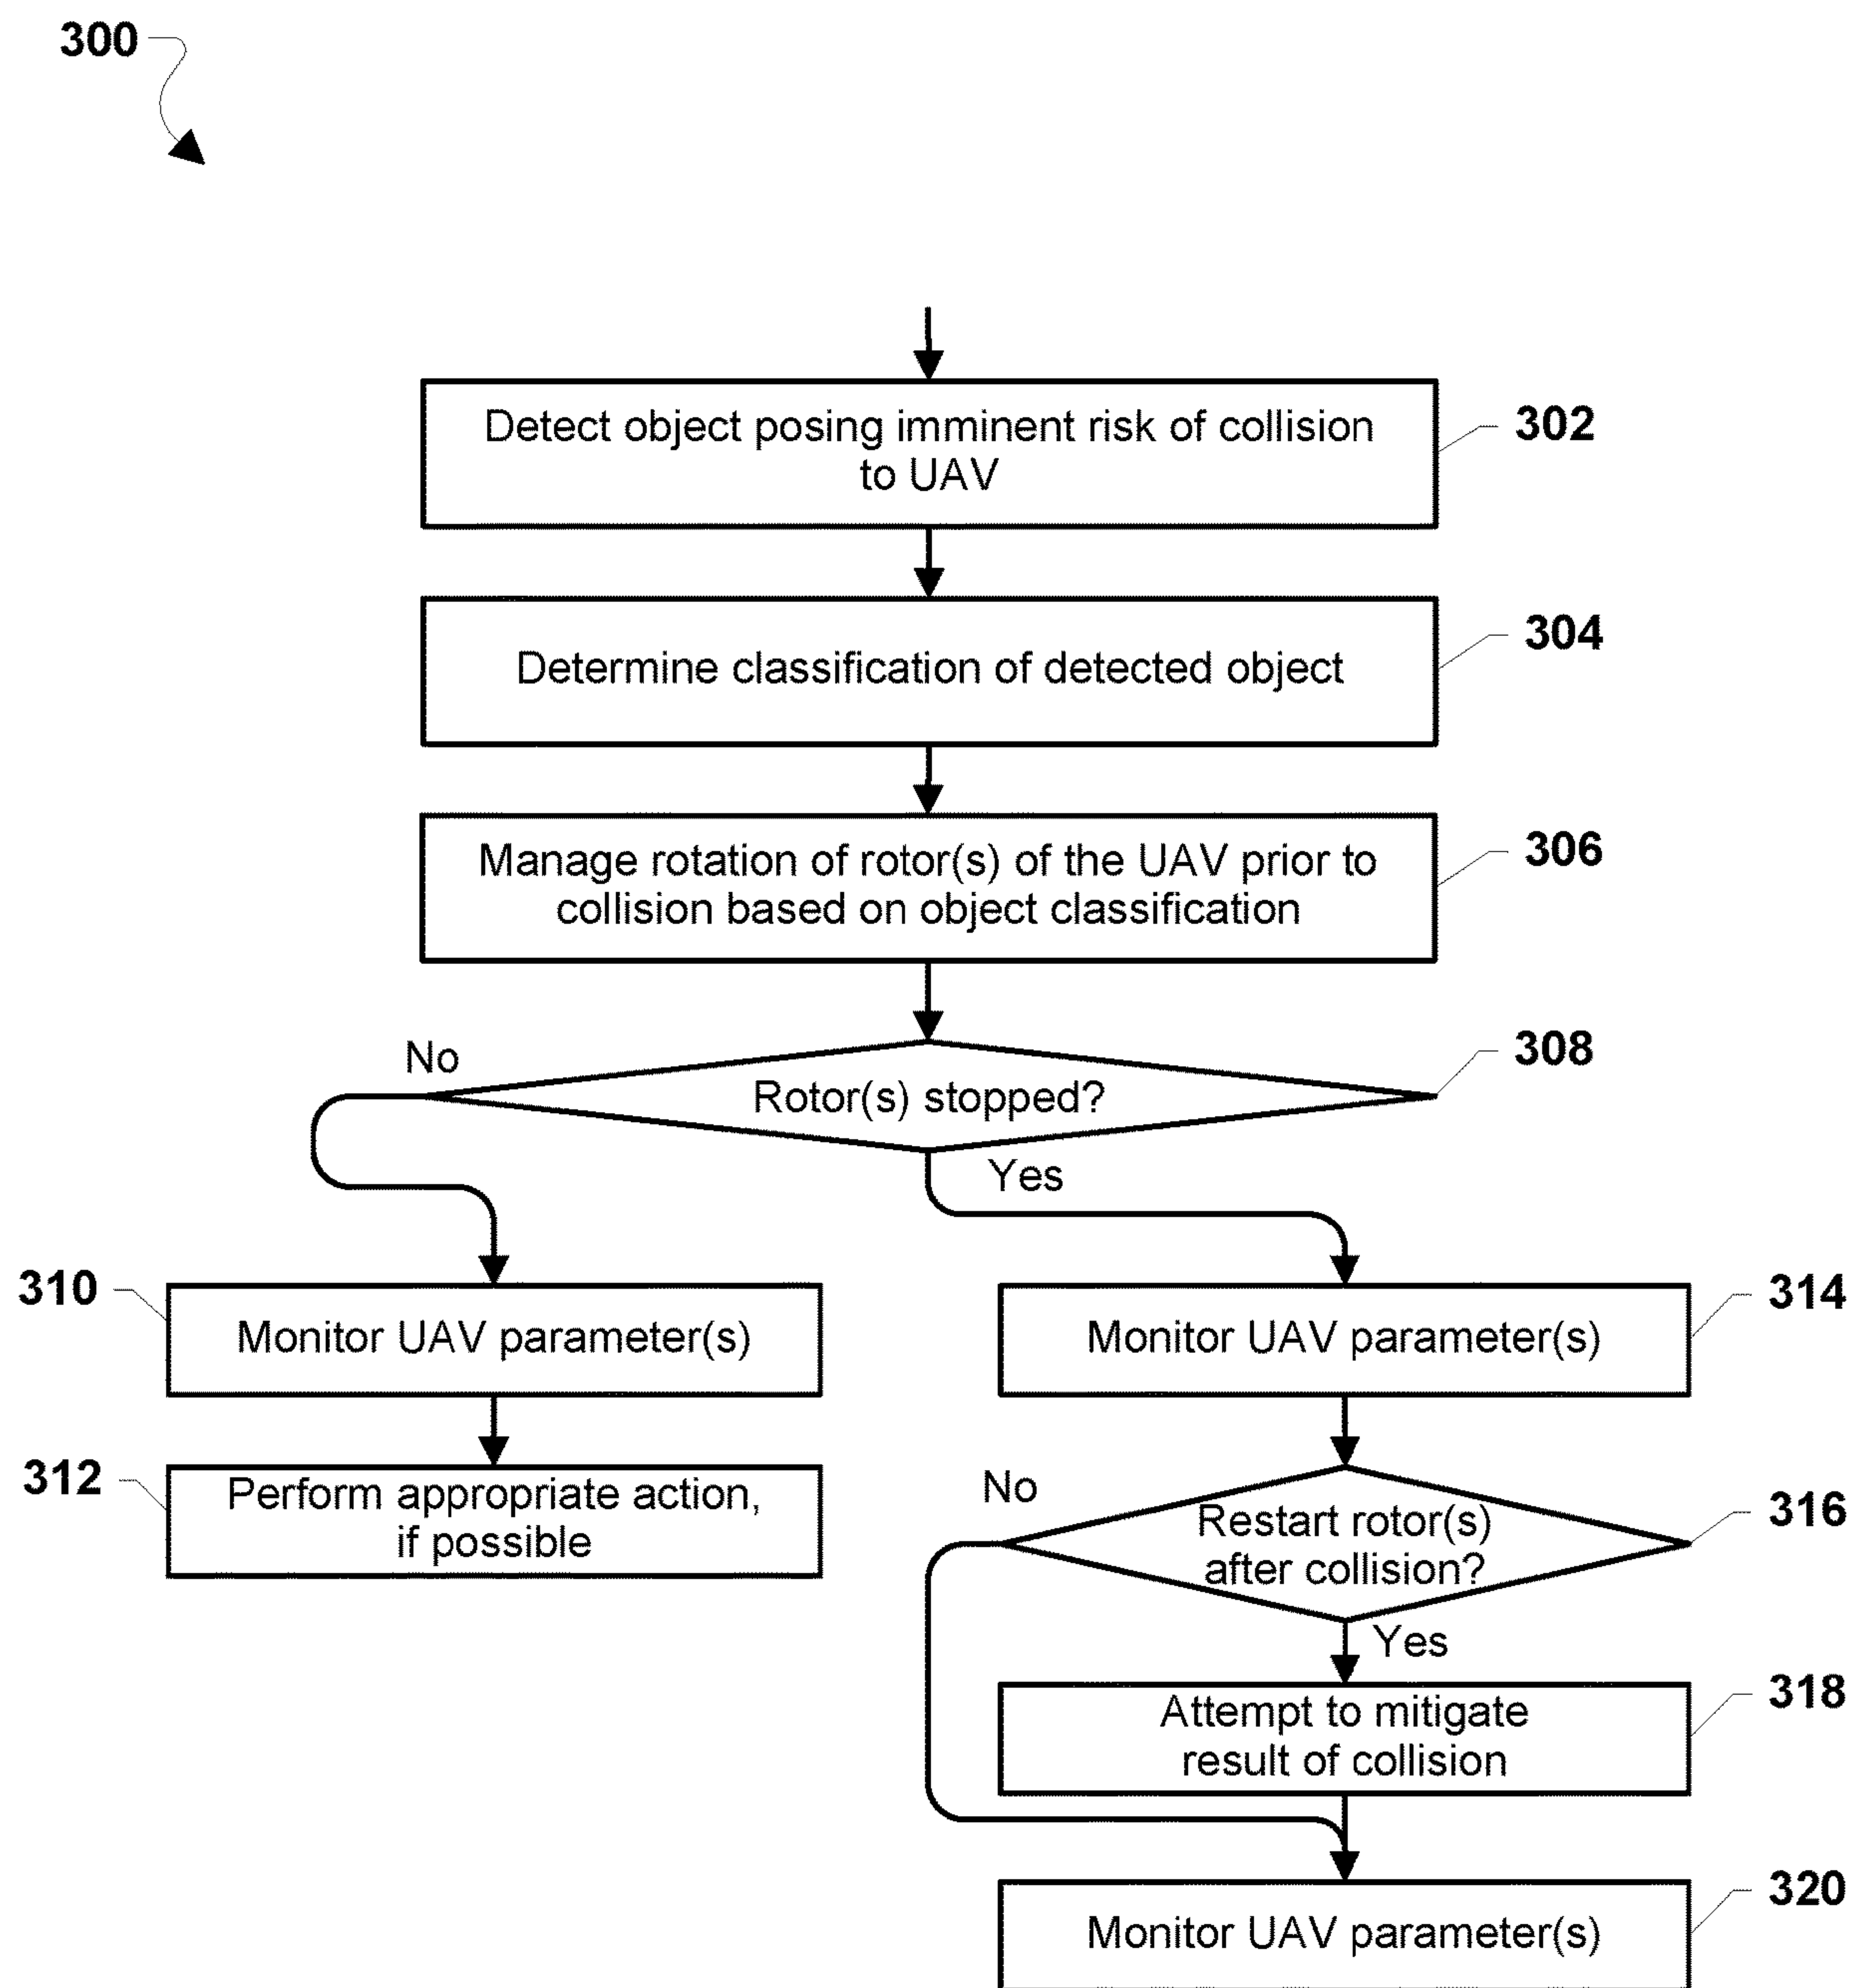 300
Detect object posing imminent risk of collision
to UAV
302
Determine classification of detected object
304
Manage rotation of rotor(s) of the UAV prior to
collision based on object classification
306
No
Rotor(s) stopped?
308
Yes
310
Monitor UAV parameter(s)
312
Perform appropriate action,
if possible
Monitor UAV parameter(s)
314
No
Restart rotor(s)
after collision?
316
Yes
Attempt to mitigate
result of collision
318
Monitor UAV parameter(s)
320